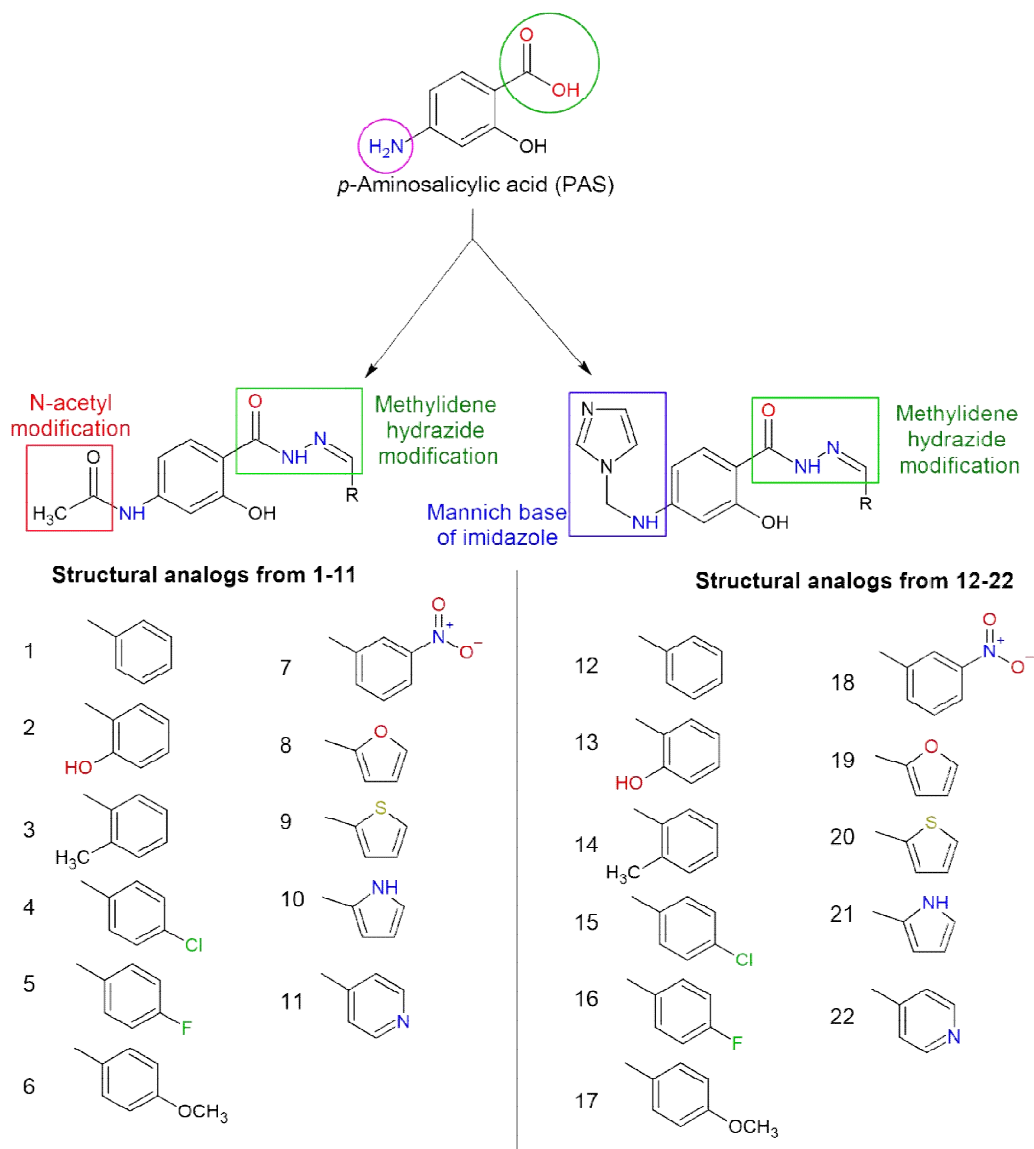 O
OH
H2N
OH
p-Aminosalicylic acid (PAS)
N-acetyl
modification
O
H3C
NH
O
NH
N
R
OH
Methylidene
hydrazide
modification
N
N
NH
Mannich base
of imidazole
O
NH
N
R
OH
Methylidene
hydrazide
modification
Structural analogs from 1-11
1
2
HO
3
H3C
4
Cl
5
F
6
OCH3
7
O
N+
O−
8
O
9
S
10
NH
11
N
Structural analogs from 12-22
12
13
HO
14
H3C
15
Cl
16
F
17
OCH3
18
O
N+
O−
19
O
20
S
21
NH
22
N